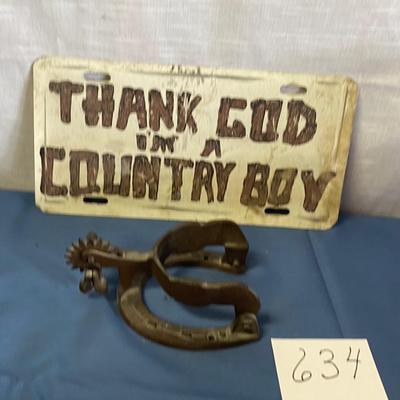 THANK GOD
I'm A
COUNTRY BOY
634